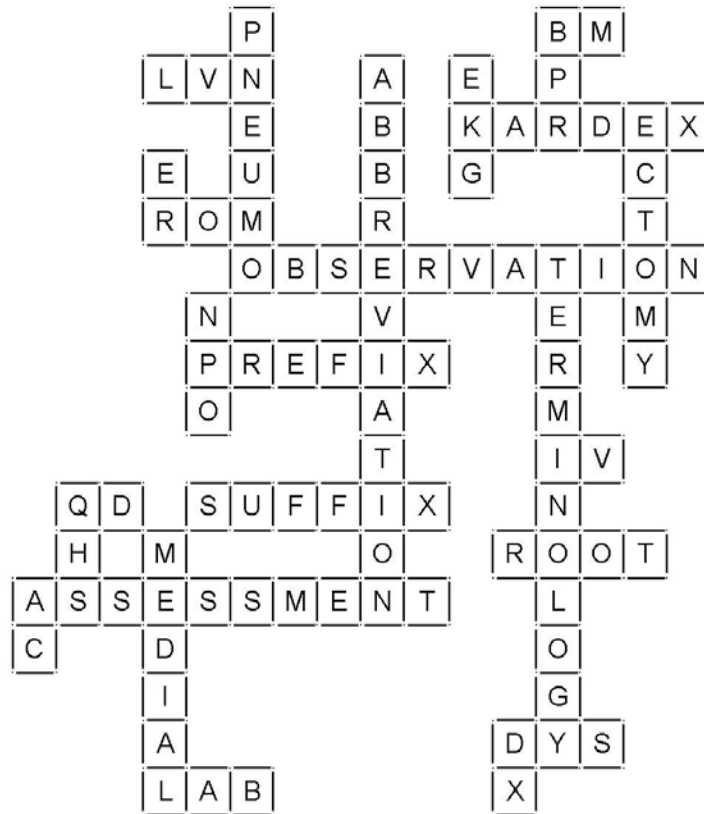 P B M
L V N A E P
E B K A R D E X
E U B G C
R O M R T
O B S E R V A T I O N
N V E M
P R E F I X R Y
O A M
T I V
Q D S U F F I X N
H M O R O O T
A S S E S S M E N T L
C D O
I G
A D Y S
L A B X